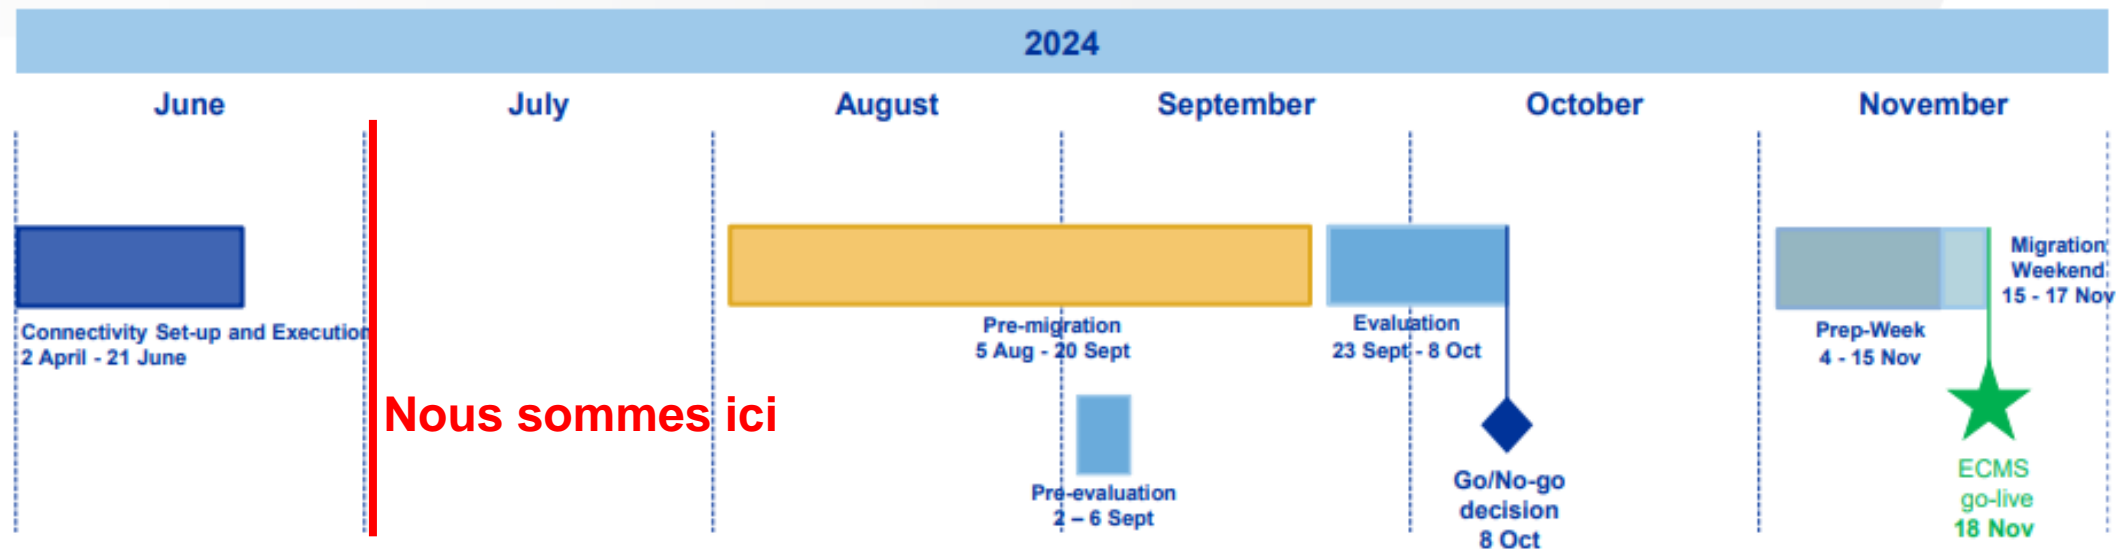 2024
June
July
August
September
October
November
Connectivity Set-up and Execution
2 April - 21 June
Nous sommes ici
Pre-migration
5 Aug - 20 Sept
Pre-evaluation
2 – 6 Sept
Evaluation
23 Sept - 8 Oct
Go/No-go
decision
8 Oct
Prep-Week
4 - 15 Nov
Migration
Weekend
15 - 17 Nov
ECMS
go-live
18 Nov